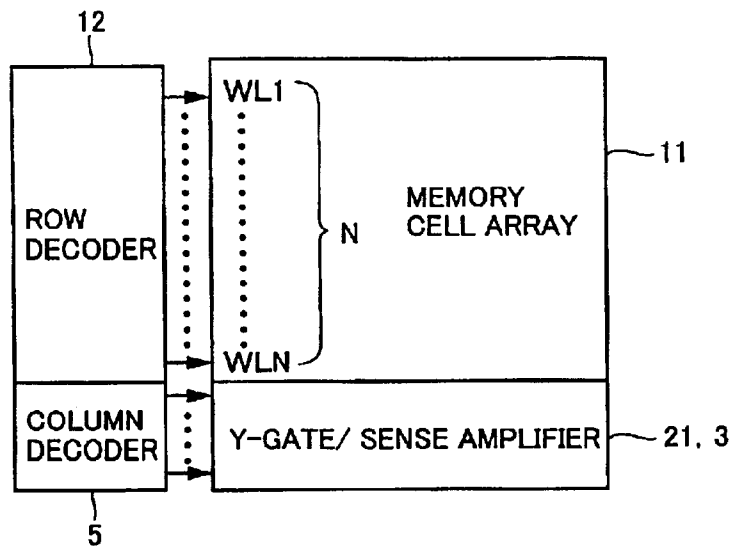 12
WL1
11
MEMORY
CELL ARRAY
ROW
DECODER
N
WLN
COLUMN
DECODER
Y-GATE/ SENSE AMPLIFIER
21, 3
5